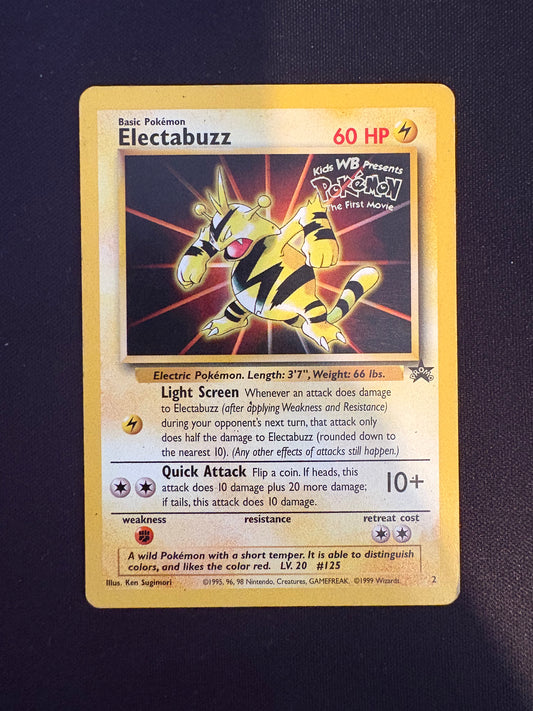 Basic Pokémon
Electabuzz
60 HP
Kids WB Presents
Pokémon
The First Movie
Electric Pokémon. Length: 3'7", Weight: 66 lbs.
PROMO
Light Screen Whenever an attack does damage
to Electabuzz (after applying Weakness and Resistance)
during your opponent's next turn, that attack
only does half the damage to Electabuzz (rounded down to
the nearest 10). (Any other effects of attacks still happen.)
Quick Attack Flip a coin. If heads, this
attack does 10 damage plus 20 more damage;
if tails, this attack does 10 damage.
10+
weakness
resistance
retreat cost
A wild Pokémon with a short temper. It is able to distinguish
colors, and likes the color red. LV. 20 #125
Illus. Ken Sugimori
©1995, 96, 98 Nintendo, Creatures, GAMEFREAK. ©1999 Wizards.
2